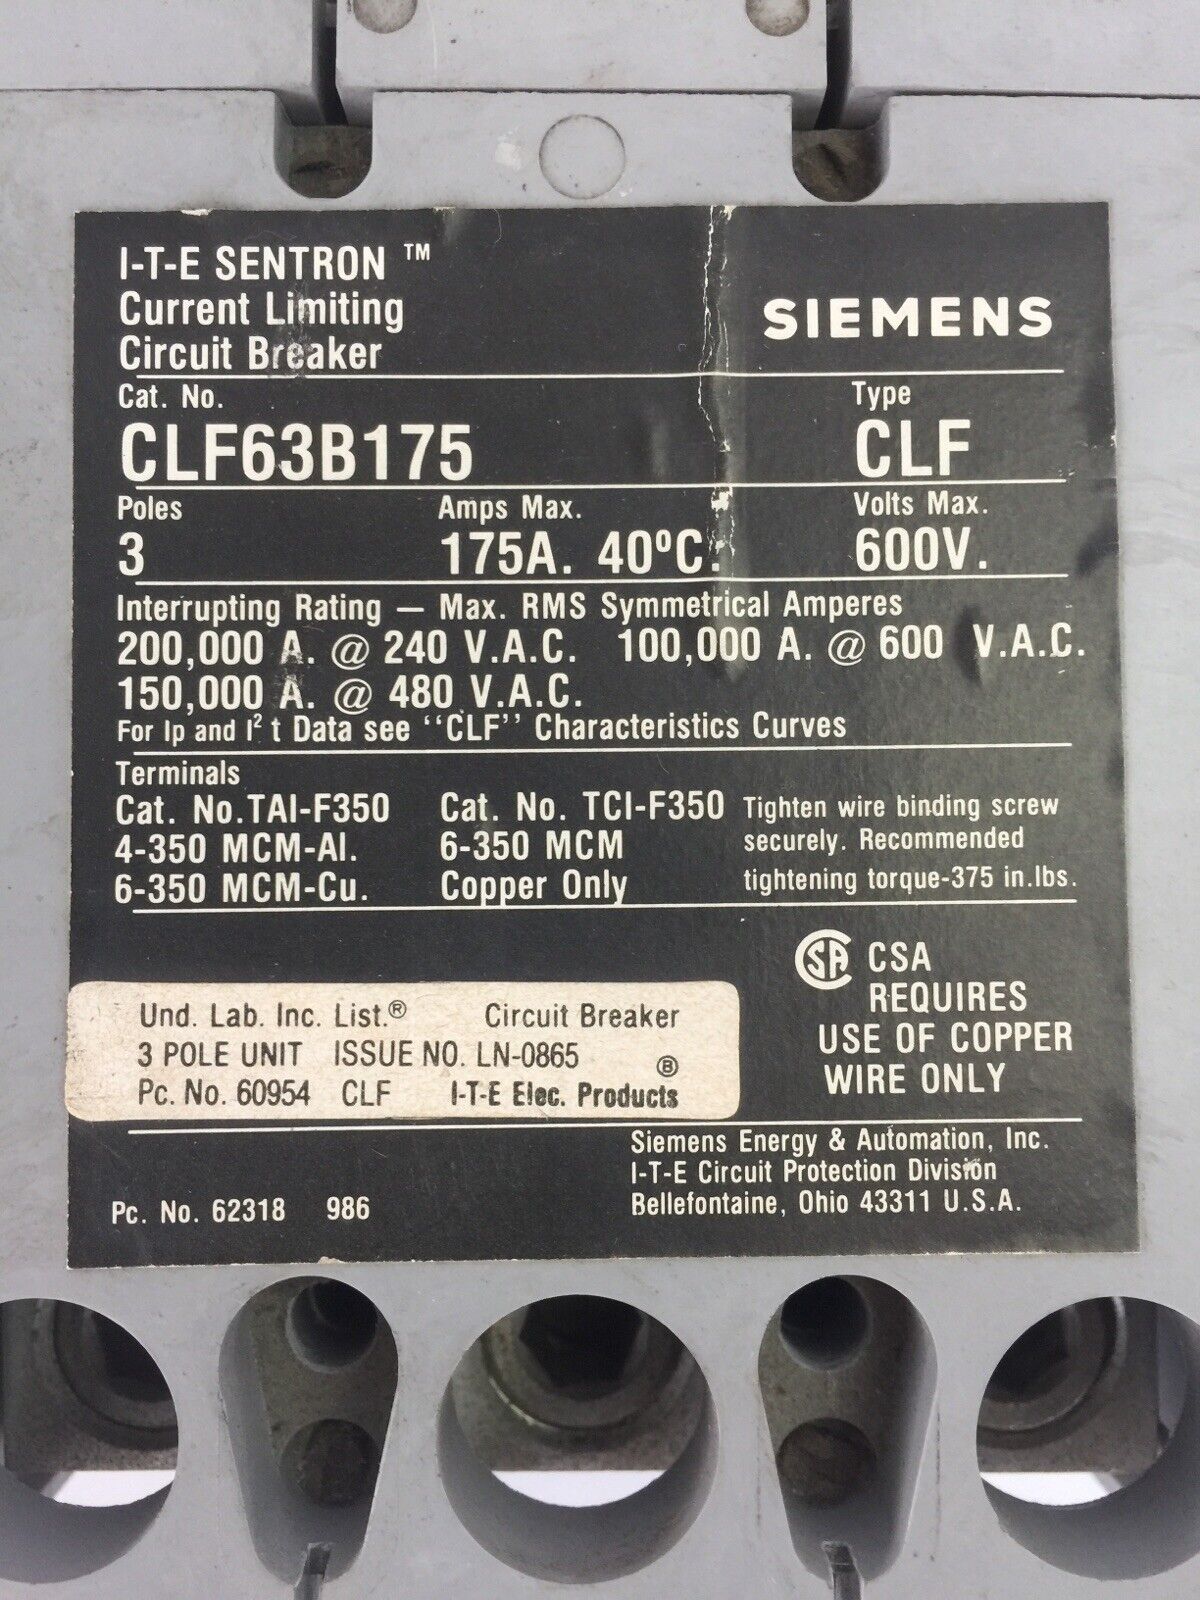 I-T-E SENTRON ™
Current Limiting
Circuit Breaker
SIEMENS
Cat. No.
CLF63B175
Type
CLF
Poles
3
Amps Max.
175A. 40ºC.
Volts Max.
600V.
Interrupting Rating — Max. RMS Symmetrical Amperes
200,000 A. @ 240 V.A.C. 100,000 A. @ 600 V.A.C.
150,000 A. @ 480 V.A.C.
For Ip and I² t Data see "CLF" Characteristics Curves
Terminals
Cat. No.TAI-F350
4-350 MCM-Al.
6-350 MCM-Cu.
Cat. No. TCI-F350
6-350 MCM
Copper Only
Tighten wire binding screw
securely. Recommended
tightening torque-375 in.lbs.
SA
CSA
REQUIRES
USE OF COPPER
WIRE ONLY
Und. Lab. Inc. List.® Circuit Breaker
3 POLE UNIT ISSUE NO. LN-0865 ®
Pc. No. 60954 CLF I-T-E Elec. Products
Siemens Energy & Automation, Inc.
I-T-E Circuit Protection Division
Bellefontaine, Ohio 43311 U.S.A.
Pc. No. 62318 986